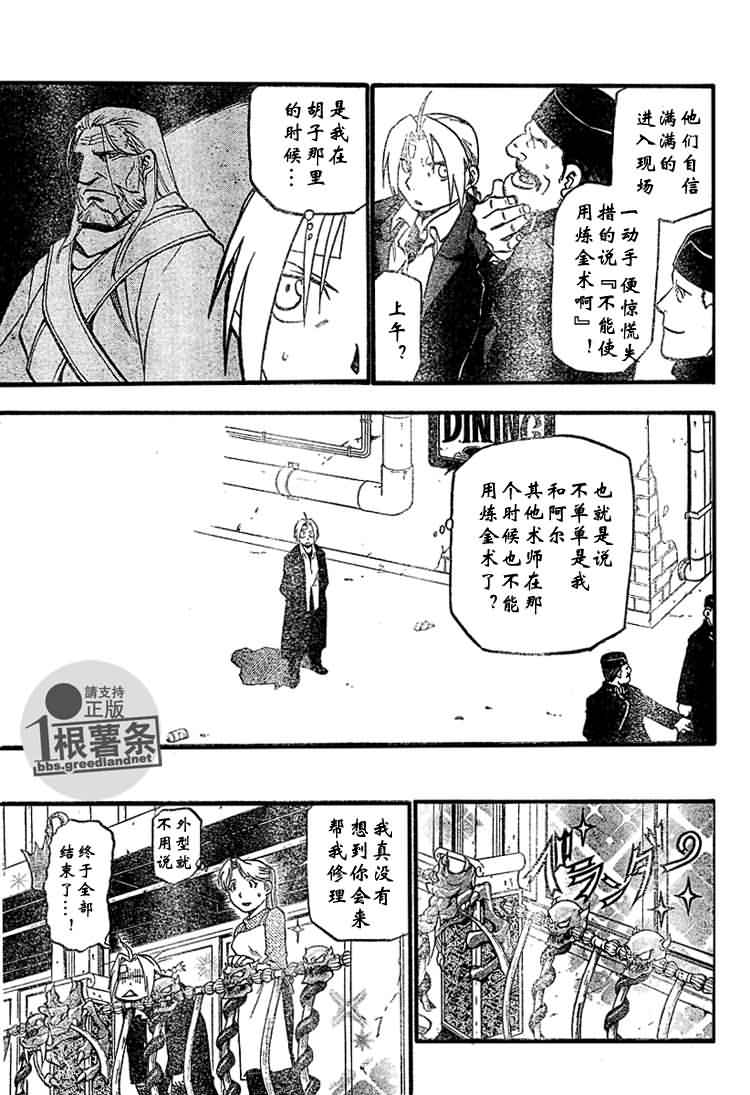 他们自信
满满的
进入现场
一动手便惊慌失
措的说『不能使
用炼金术啊』！
上午？
是我在
胡子那里
的时候…
DINING
也就是说
不单单是我
和阿尔
其他术师在那
个时候也不能
用炼金术了？
請支持
正版
1根薯条
bbs.greedland.net
我真没有
想到你会来
帮我修理
外型就
不用说
终于全部
结束了…！